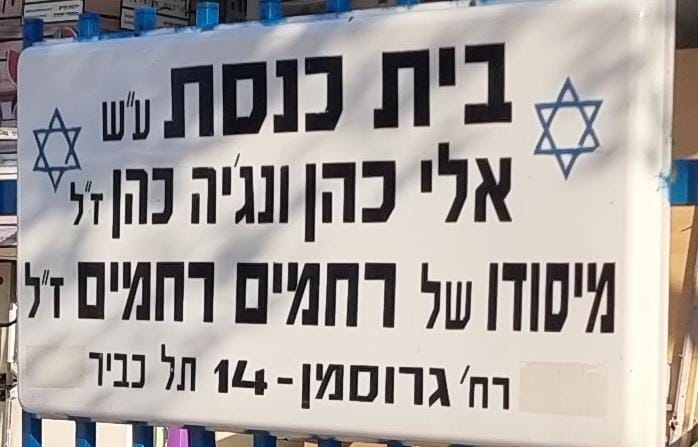 בית כנסת ע"ש
אלי כהן ונג'יה כהן ז"ל
מיסודו של רחמים רחמים ז"ל
רח' גרוסמן-14 תל כביר